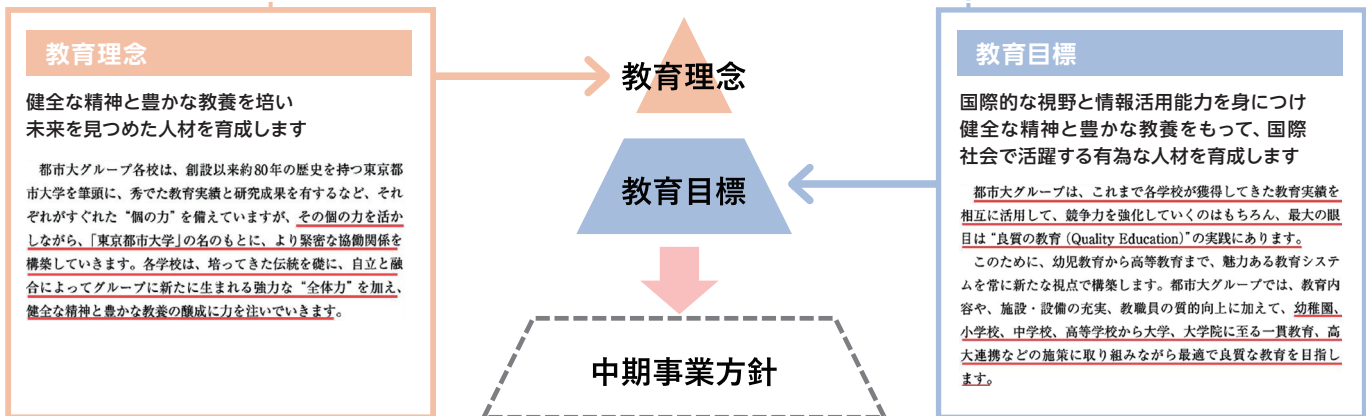 教育理念
健全な精神と豊かな教養を培い
未来を見つめた人材を育成します
都市大グループ各校は、創設以来約80年の歴史を持つ東京都
市大学を筆頭に、秀でた教育実績と研究成果を有するなど、それ
ぞれがすぐれた“個の力”を備えていますが、その個の力を活か
しながら、「東京都市大学」の名のもとに、より緊密な協働関係を
構築していきます。各学校は、培ってきた伝統を礎に、自立と融
合によってグループに新たに生まれる強力な“全体力”を加え、
健全な精神と豊かな教養の醸成に力を注いでいきます。
教育理念
教育目標
中期事業方針
教育目標
国際的な視野と情報活用能力を身につけ
健全な精神と豊かな教養をもって、国際
社会で活躍する有為な人材を育成します
都市大グループは、これまで各学校が獲得してきた教育実績を
相互に活用して、競争力を強化していくのはもちろん、最大の眼
目は“良質の教育（Quality Education）”の実践にあります。
このために、幼児教育から高等教育まで、魅力ある教育システ
ムを常に新たな視点で構築します。都市大グループでは、教育内
容や、施設・設備の充実、教職員の質的向上に加えて、幼稚園、
小学校、中学校、高等学校から大学、大学院に至る一貫教育、高
大連携などの施策に取り組みながら最適で良質な教育を目指し
ます。